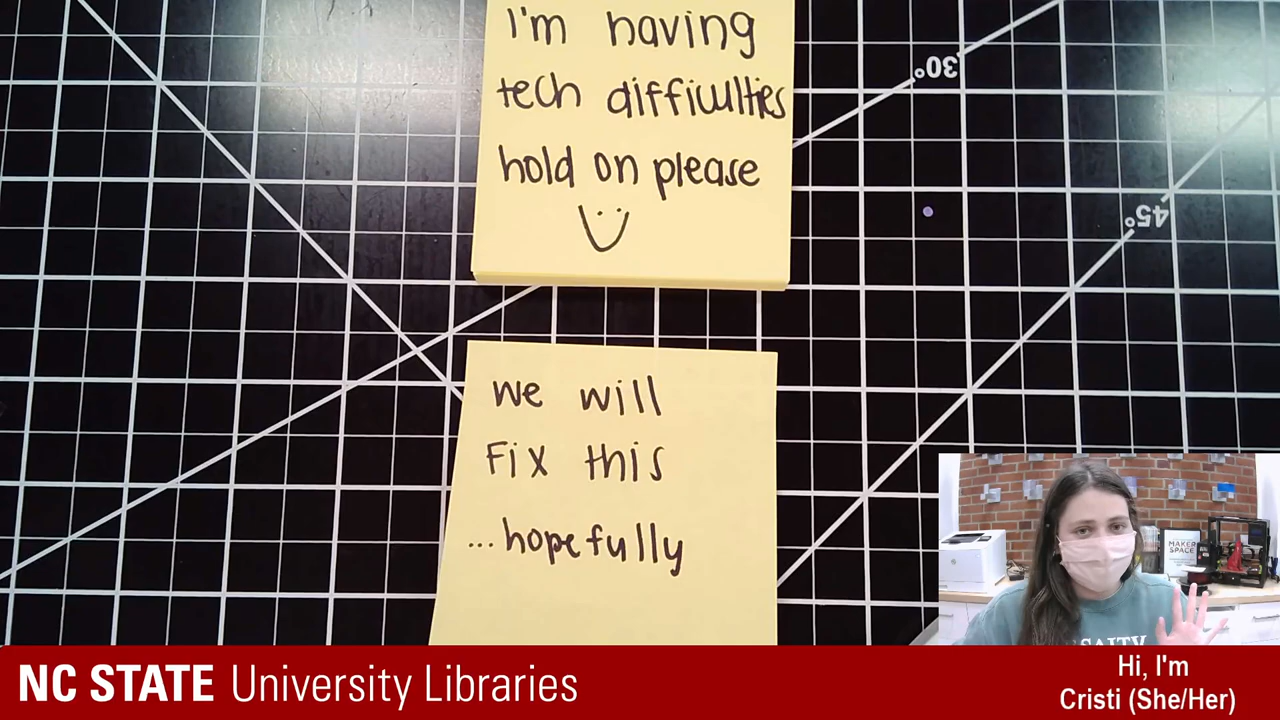 I'm having
tech difficulties
hold on please
we will
Fix this
...hopefully
30°
45°
MAKER
SPACE
SALTY
NC STATE University Libraries
Hi, I'm
Cristi (She/Her)